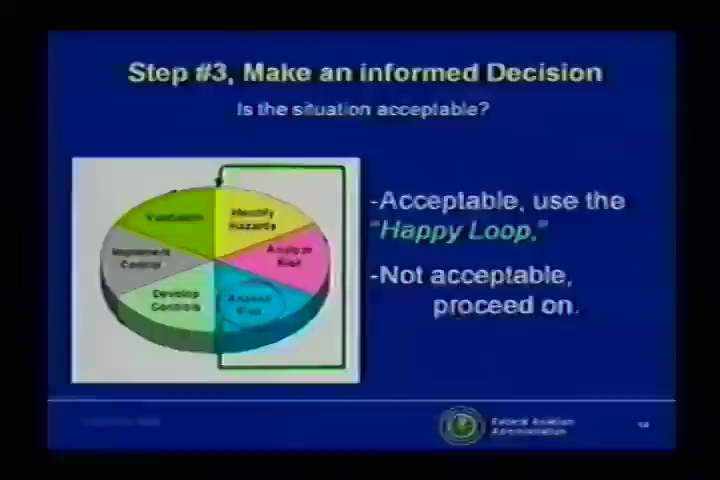 Step #3, Make an informed Decision
Is the situation acceptable?
-Acceptable, use the
"Happy Loop,"
-Not acceptable,
proceed on.
Identify
Hazards
Analyze
Risk
Assess
Risk
Develop
Controls
Implement
Control
Federal Aviation
Administration